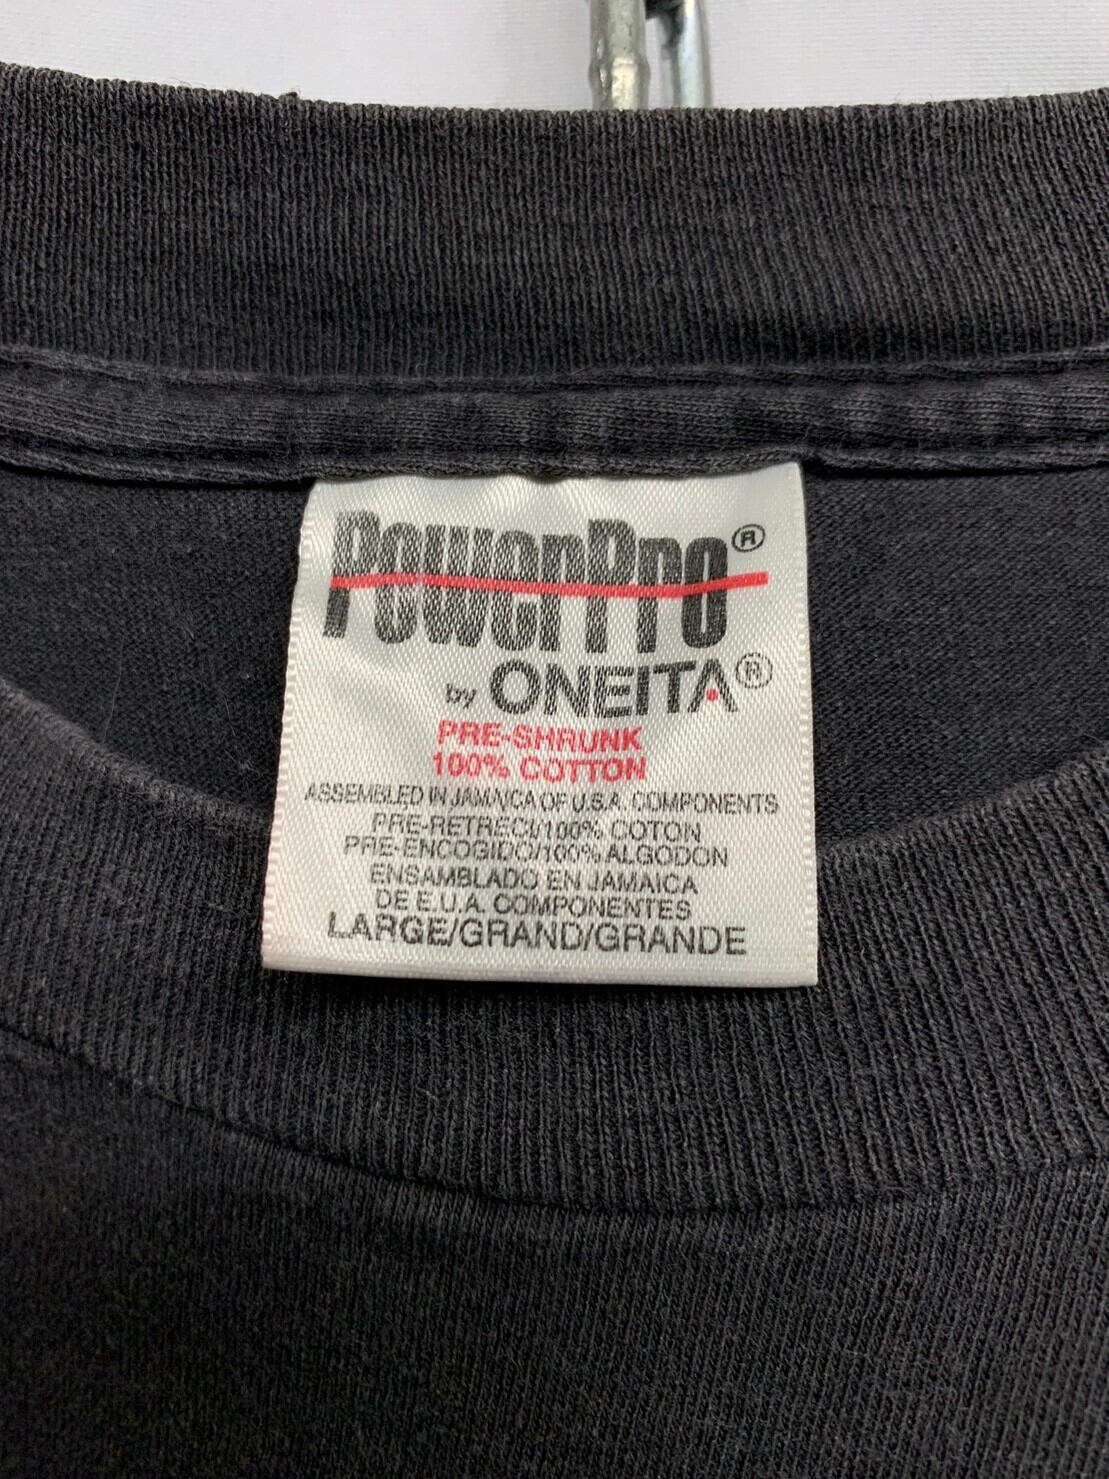 PowerPro®
by ONEITA®
PRE-SHRUNK
100% COTTON
ASSEMBLED IN JAMAICA OF U.S.A. COMPONENTS
PRE-RETRECI/100% COTON
PRE-ENCOGIDO/100% ALGODON
ENSAMBLADO EN JAMAICA
DE E.U.A. COMPONENTES
LARGE/GRAND/GRANDE